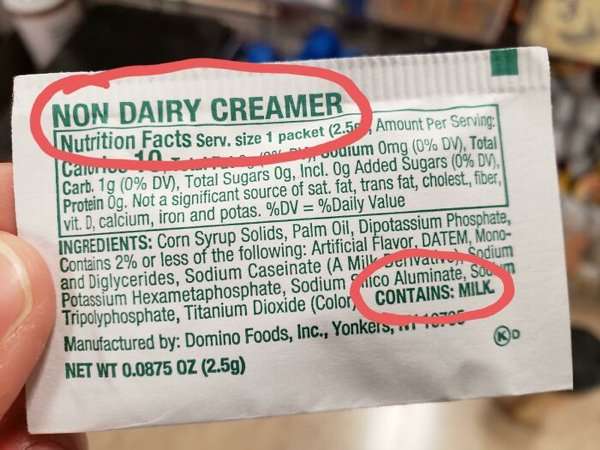 NON DAIRY CREAMER
Nutrition Facts Serv. size 1 packet (2.5g Amount Per Serving:
Calories 10 Sodium 0mg (0% DV), Total
Carb. 1g (0% DV), Total Sugars 0g, Incl. 0g Added Sugars (0% DV),
Protein 0g. Not a significant source of sat. fat, trans fat, cholest., fiber,
vit. D, calcium, iron and potas. %DV = %Daily Value
INGREDIENTS: Corn Syrup Solids, Palm Oil, Dipotassium Phosphate,
Contains 2% or less of the following: Artificial Flavor, DATEM, Mono-
and Diglycerides, Sodium Caseinate (A Milk Derivative), Sodium
Potassium Hexametaphosphate, Sodium Silico Aluminate, Sodium
Tripolyphosphate, Titanium Dioxide (Color) CONTAINS: MILK.
Manufactured by: Domino Foods, Inc., Yonkers, NY
NET WT 0.0875 OZ (2.5g)
K D